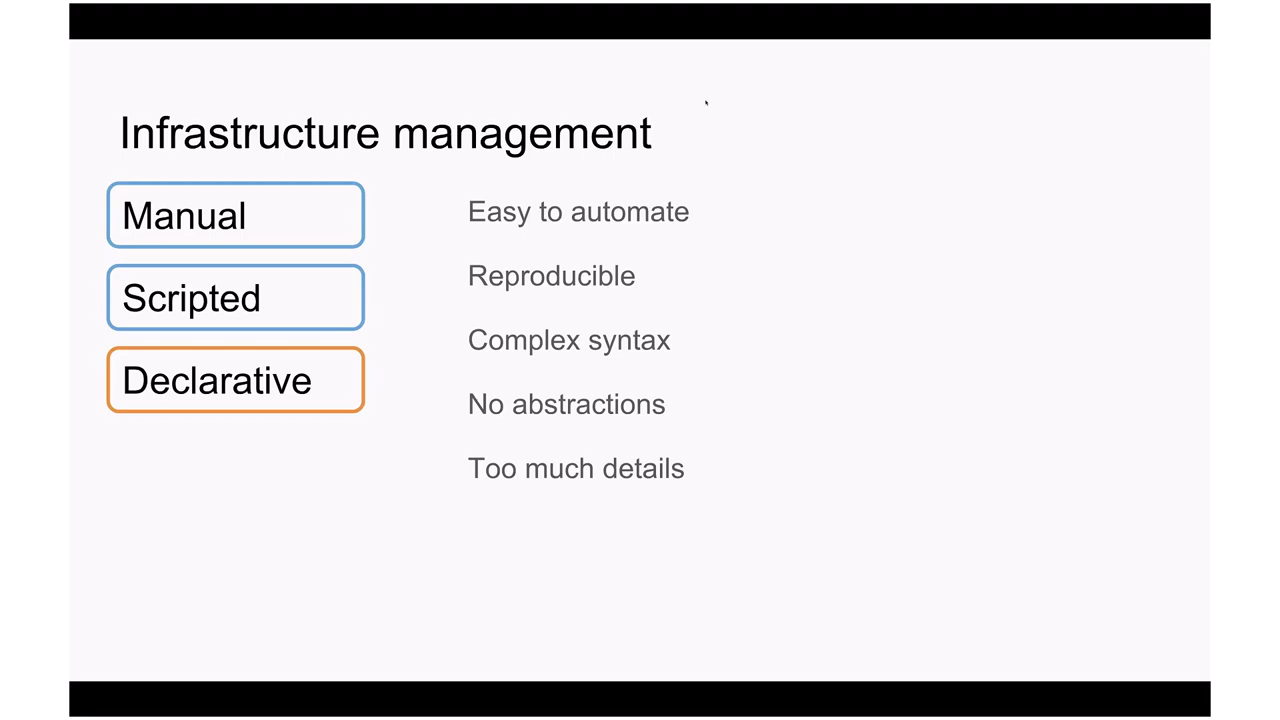 Infrastructure management
Manual
Scripted
Declarative
Easy to automate
Reproducible
Complex syntax
No abstractions
Too much details